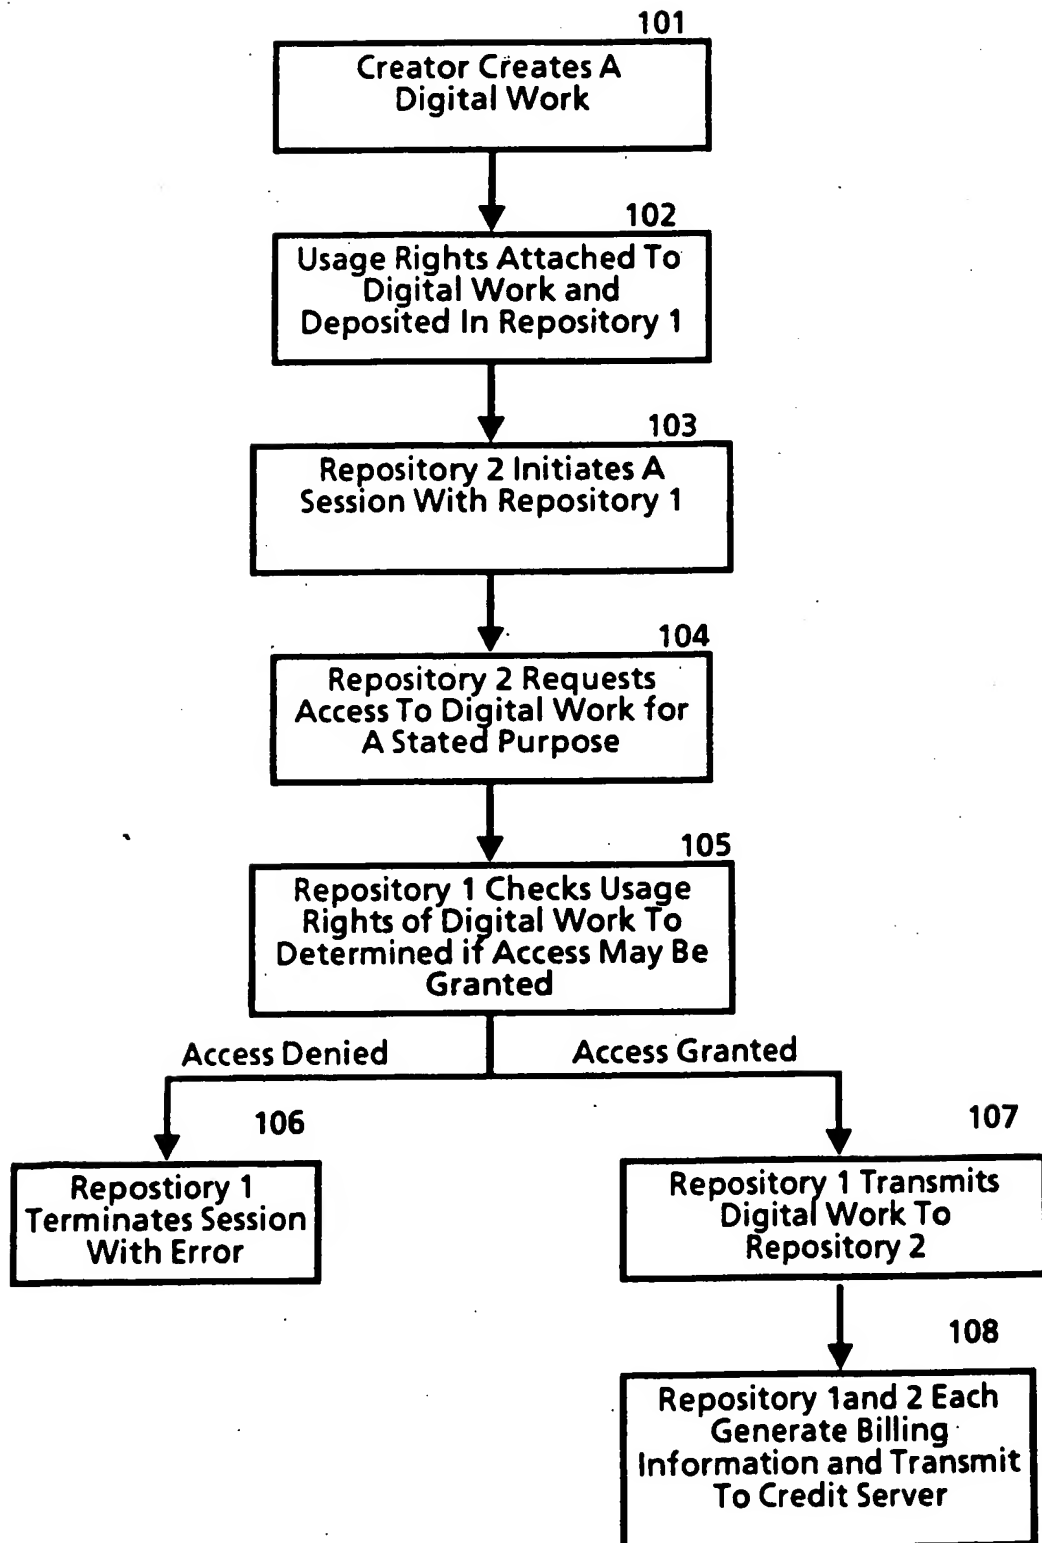 101
Creator Creates A
Digital Work
102
Usage Rights Attached To
Digital Work and
Deposited In Repository 1
103
Repository 2 Initiates A
Session With Repository 1
104
Repository 2 Requests
Access To Digital Work for
A Stated Purpose
105
Repository 1 Checks Usage
Rights of Digital Work To
Determined if Access May Be
Granted
Access Denied
Access Granted
106
Repostiory 1
Terminates Session
With Error
107
Repository 1 Transmits
Digital Work To
Repository 2
108
Repository 1and 2 Each
Generate Billing
Information and Transmit
To Credit Server